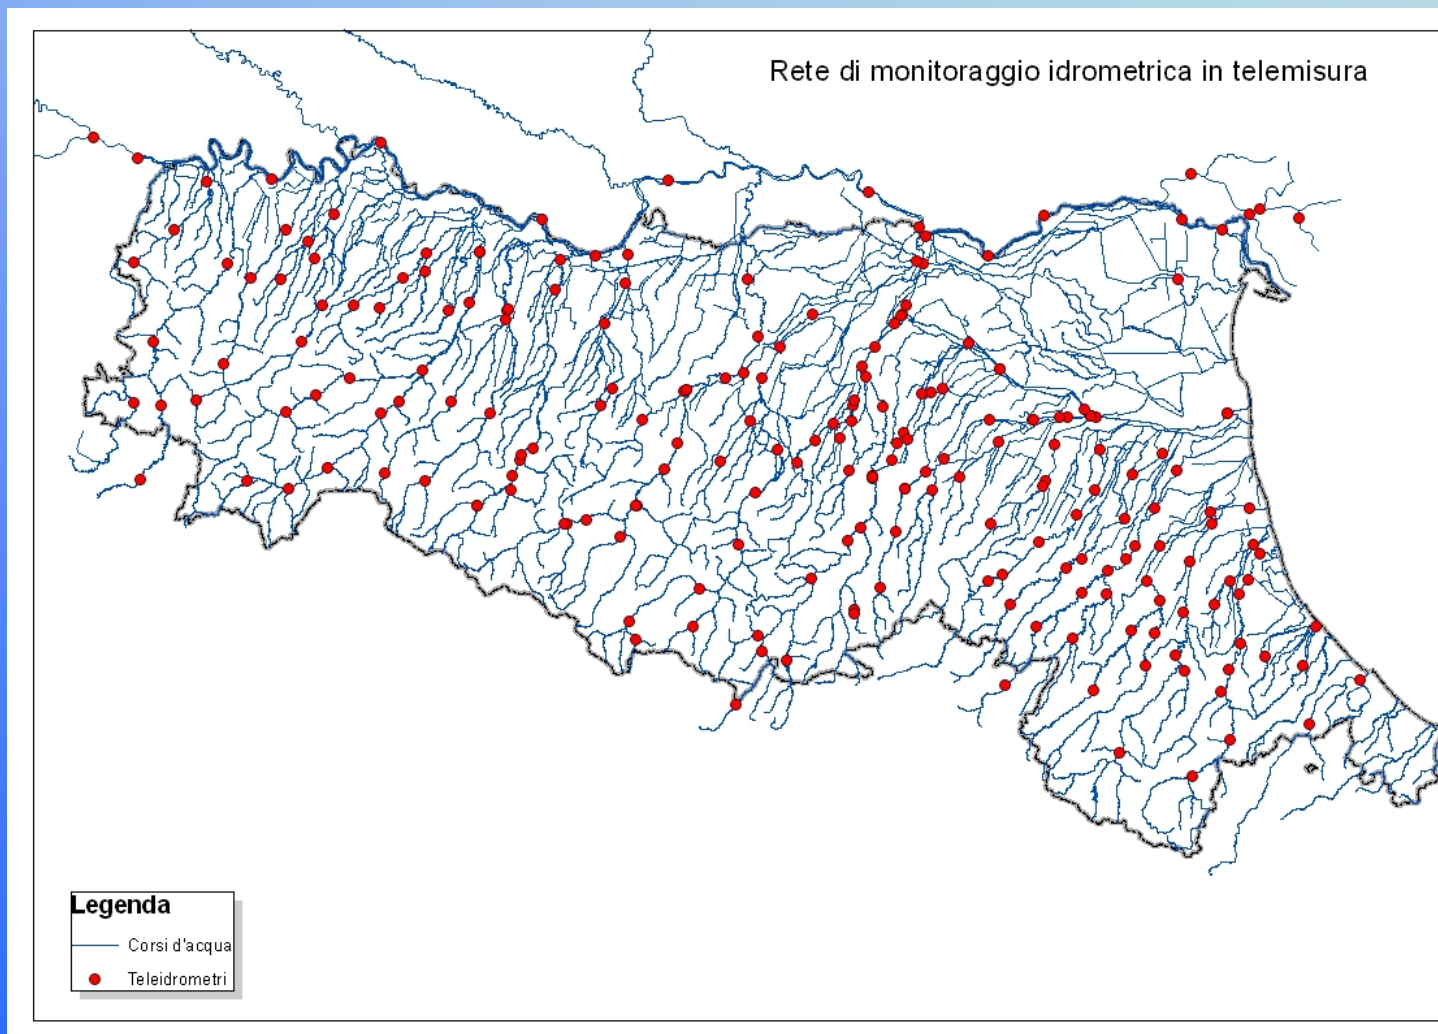 Rete di monitoraggio idrometrica in telemisura
Legenda
Corsi d'acqua
Teleidrometri